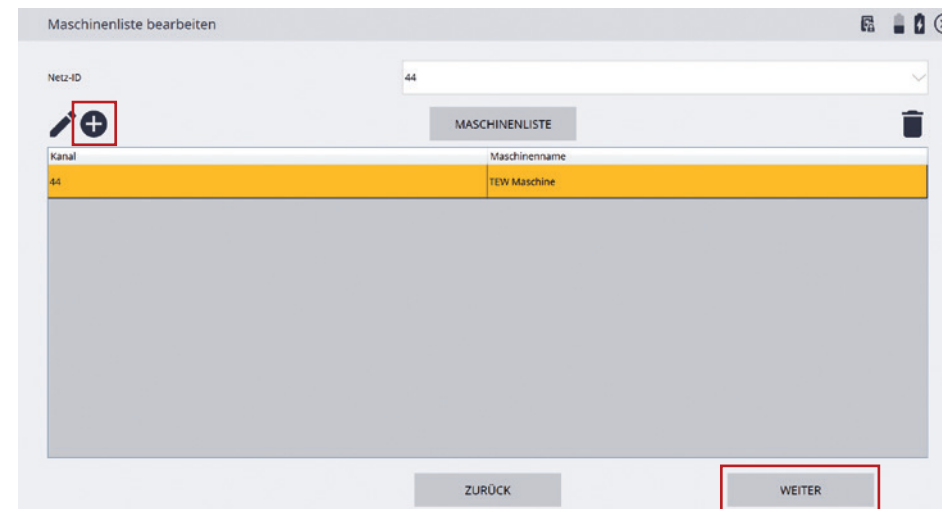 Maschinenliste bearbeiten
Netz-ID 44
MASCHINENLISTE
Kanal Maschinenname
44 TEW Maschine
ZURÜCK WEITER